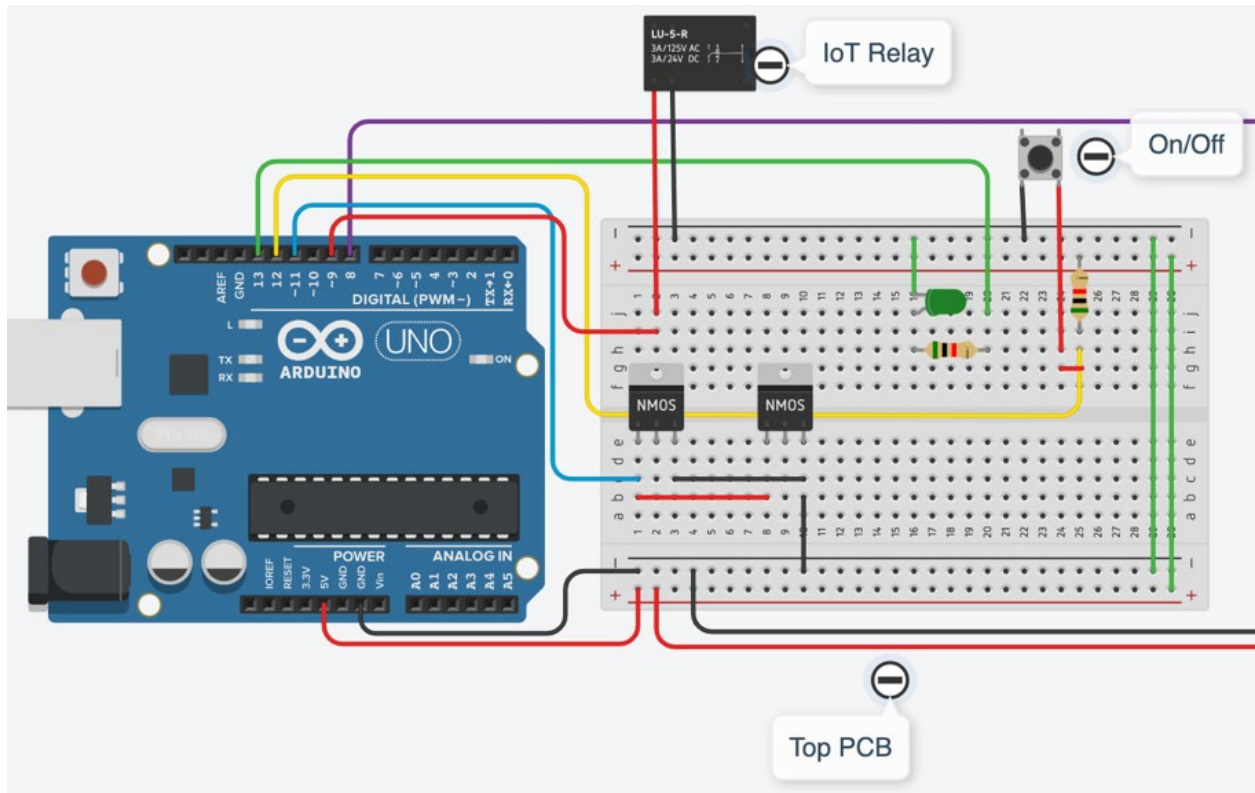 LU-5-R
3A/125V AC
3A/24V DC
IoT Relay
On/Off
AREF
GND
13
12
~11
~10
~9
8
7
~6
~5
4
~3
2
TX→1
RX←0
DIGITAL (PWM~)
L
TX
RX
ARDUINO
UNO
ON
IOREF
RESET
3.3V
5V
GND
GND
Vin
POWER
ANALOG IN
A0
A1
A2
A3
A4
A5
NMOS
NMOS
Top PCB